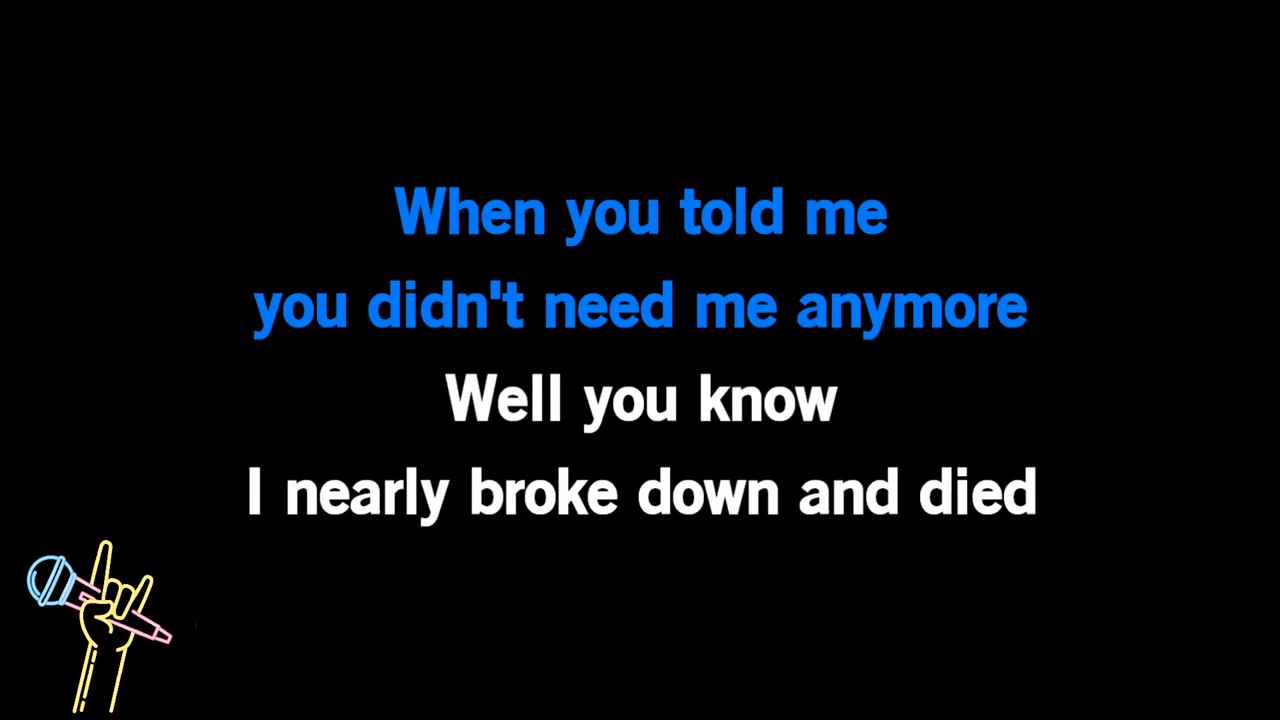 When you told me
you didn't need me anymore
Well you know
I nearly broke down and died